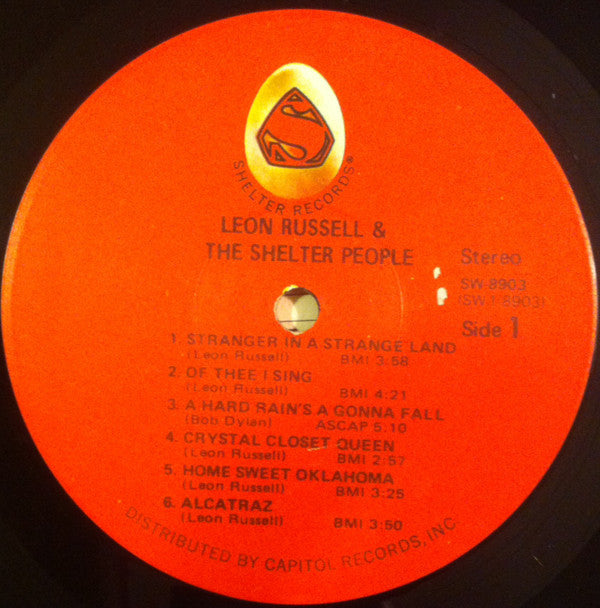 SHELTER RECORDS®
LEON RUSSELL &
THE SHELTER PEOPLE
Stereo
SW-8903
(SW-1-8903)
Side 1
1. STRANGER IN A STRANGE LAND
(Leon Russell) BMI 3:58
2. OF THEE I SING
(Leon Russell) BMI 4:21
3. A HARD RAIN'S A GONNA FALL
(Bob Dylan) ASCAP 5:10
4. CRYSTAL CLOSET QUEEN
(Leon Russell) BMI 2:57
5. HOME SWEET OKLAHOMA
(Leon Russell) BMI 3:25
6. ALCATRAZ
(Leon Russell) BMI 3:50
DISTRIBUTED BY CAPITOL RECORDS, INC.